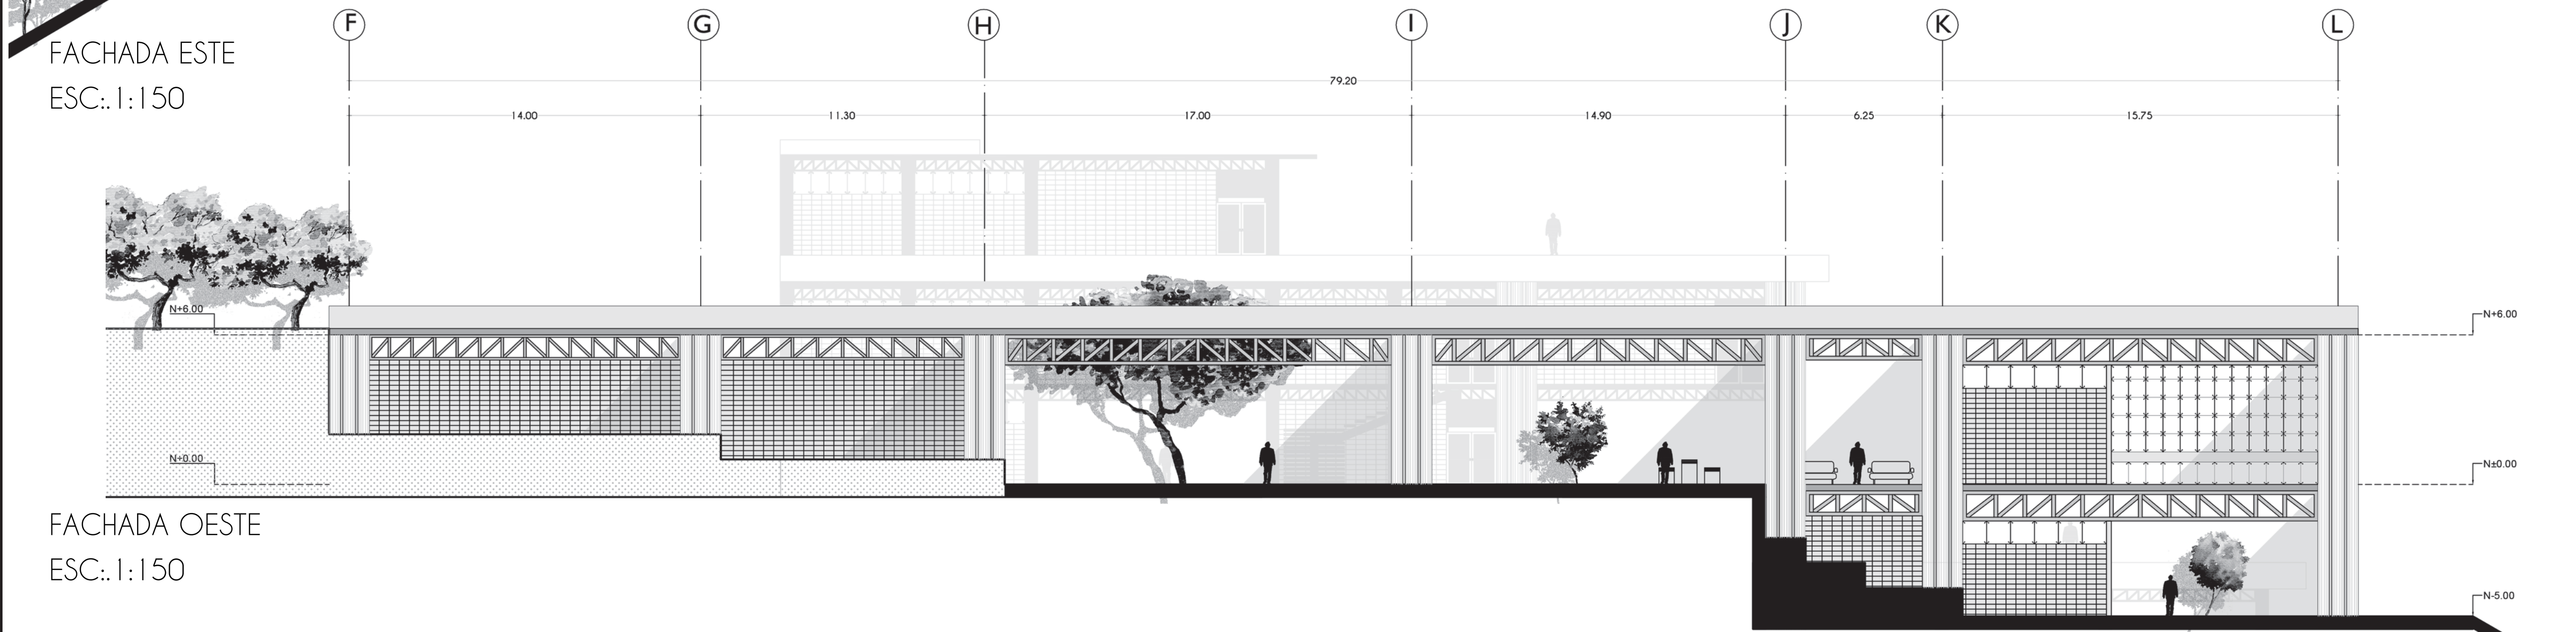 F G H I J K L
FACHADA ESTE
ESC:.1:150
79.20
14.00 11.30 17.00 14.90 6.25 15.75
N+6.00 N+6.00
N+0.00 N±0.00
FACHADA OESTE
ESC:.1:150
N-5.00